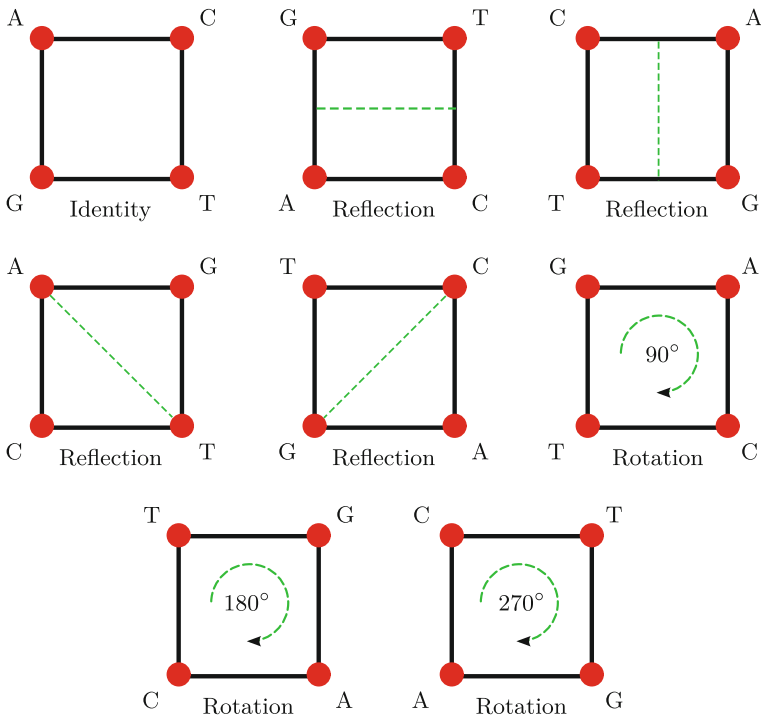 A C G T C A
G T A C T G
Identity Reflection Reflection
A G T C G A
90°
C T G A T C
Reflection Reflection Rotation
T G C T
180° 270°
C A A G
Rotation Rotation